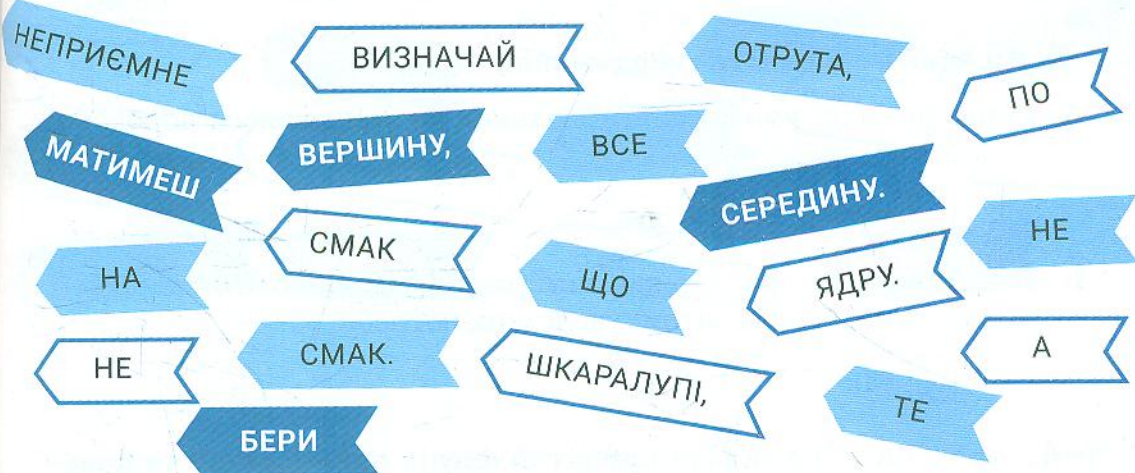 НЕПРИЄМНЕ
ВИЗНАЧАЙ
ОТРУТА,
ПО
МАТИМЕШ
ВЕРШИНУ,
ВСЕ
СЕРЕДИНУ.
НА
СМАК
ЩО
ЯДРУ.
НЕ
НЕ
СМАК.
ШКАРАЛУПІ,
ТЕ
А
БЕРИ